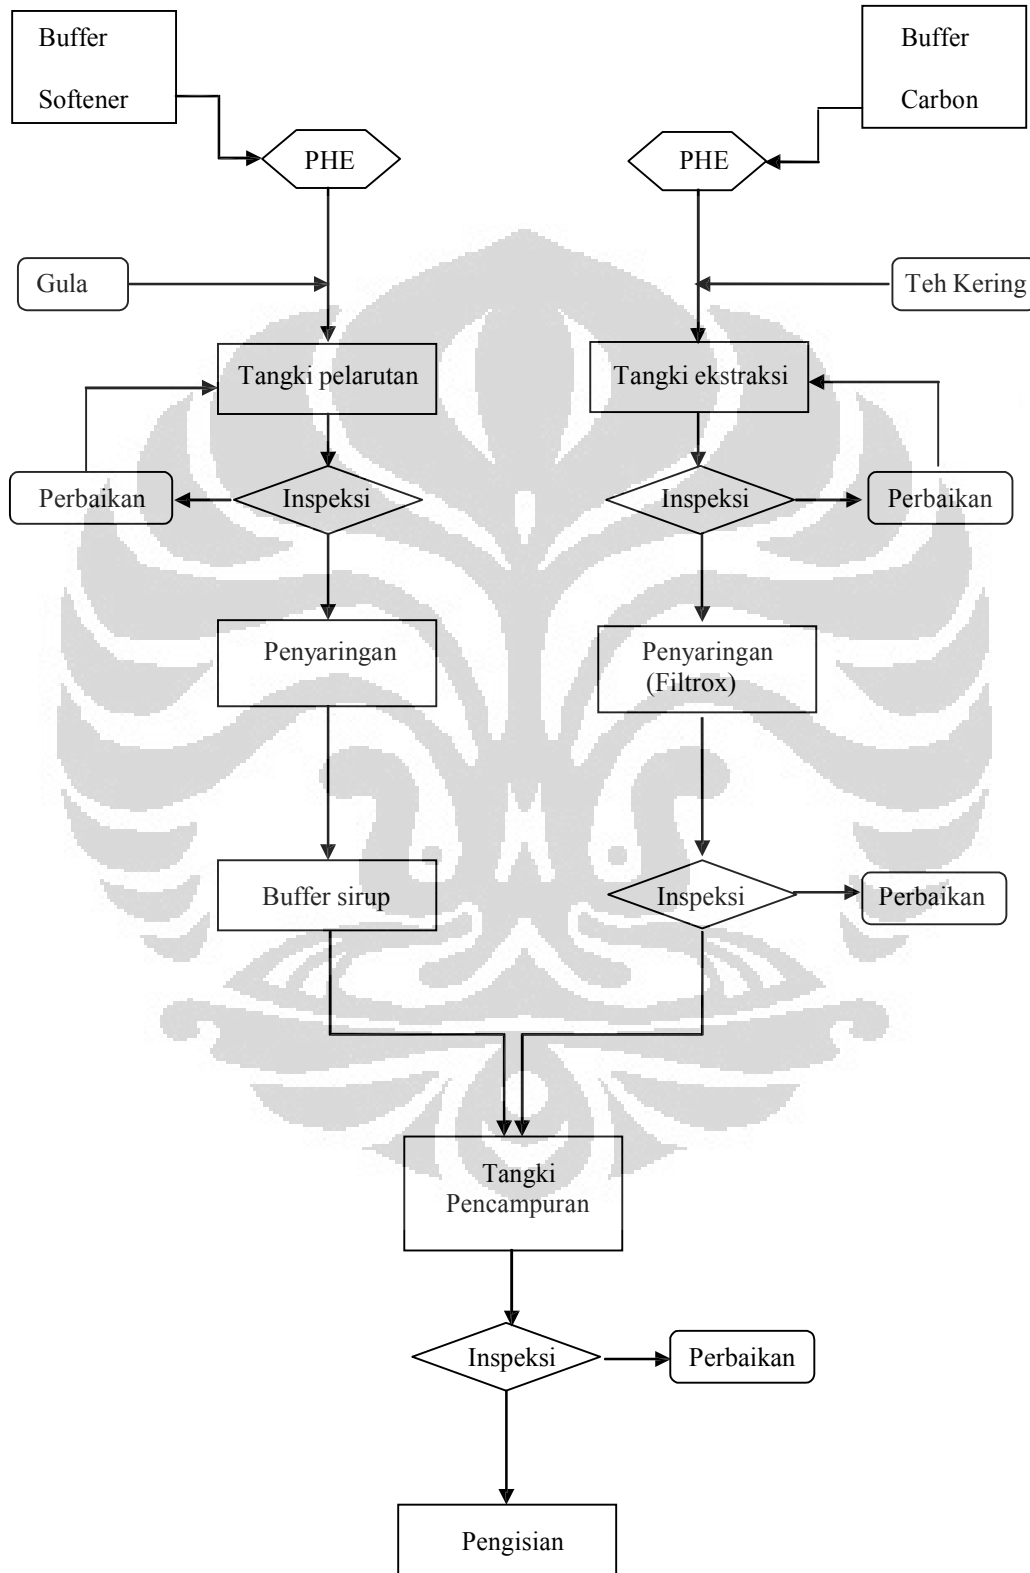 Buffer
Softener
Buffer
Carbon
PHE
PHE
Gula
Teh Kering
Tangki pelarutan
Tangki ekstraksi
Perbaikan
Inspeksi
Inspeksi
Perbaikan
Penyaringan
Penyaringan
(Filtrox)
Buffer sirup
Inspeksi
Perbaikan
Tangki
Pencampuran
Inspeksi
Perbaikan
Pengisian